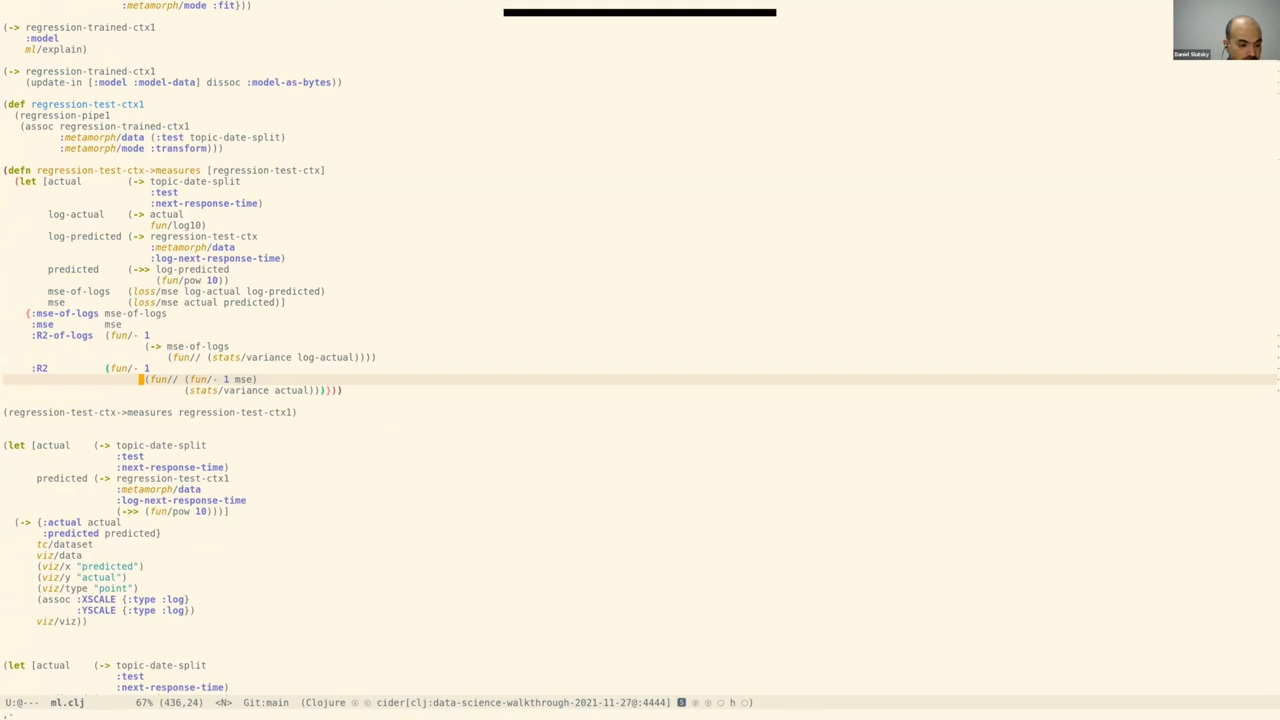 :metamorph/mode :fit}))
(-> regression-trained-ctx1
:model
ml/explain)
(-> regression-trained-ctx1
(update-in [:model :model-data] dissoc :model-as-bytes))
(def regression-test-ctx1
(regression-pipe1
(assoc regression-trained-ctx1
:metamorph/data (:test topic-date-split)
:metamorph/mode :transform)))
(defn regression-test-ctx->measures [regression-test-ctx]
(let [actual (-> topic-date-split
:test
:next-response-time)
log-actual (-> actual
fun/log10)
log-predicted (-> regression-test-ctx
:metamorph/data
:log-next-response-time)
predicted (->> log-predicted
(fun/pow 10))
mse-of-logs (loss/mse log-actual log-predicted)
mse (loss/mse actual predicted)]
{:mse-of-logs mse-of-logs
:mse mse
:R2-of-logs (fun/- 1
(-> mse-of-logs
(fun// (stats/variance log-actual))))
:R2 (fun/- 1
(fun// (fun/- 1 mse)
(stats/variance actual)))}))
(regression-test-ctx->measures regression-test-ctx1)
(let [actual (-> topic-date-split
:test
:next-response-time)
predicted (-> regression-test-ctx1
:metamorph/data
:log-next-response-time
(->> (fun/pow 10)))]
(-> {:actual actual
:predicted predicted}
tc/dataset
viz/data
(viz/x "predicted")
(viz/y "actual")
(viz/type "point")
(assoc :XSCALE {:type :log}
:YSCALE {:type :log})
viz/viz))
(let [actual (-> topic-date-split
:test
:next-response-time)
U:@--- ml.clj 67% (436,24) <N> Git:main (Clojure cider[clj:data-science-walkthrough-2021-11-27@:4444] h )
Daniel Slutsky